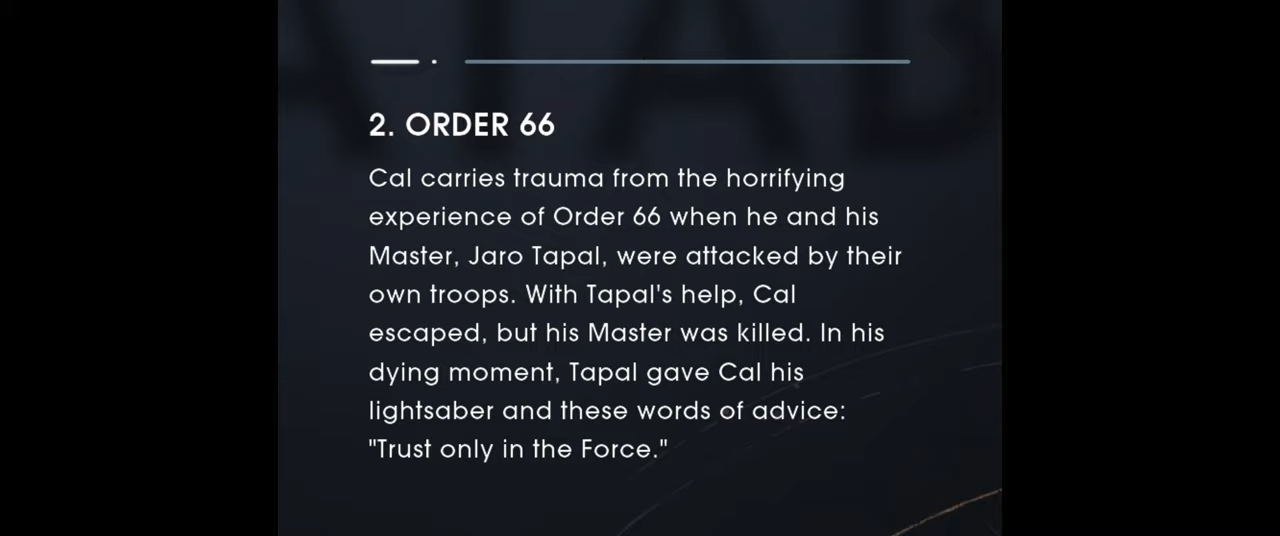 2. ORDER 66
Cal carries trauma from the horrifying
experience of Order 66 when he and his
Master, Jaro Tapal, were attacked by their
own troops. With Tapal's help, Cal
escaped, but his Master was killed. In his
dying moment, Tapal gave Cal his
lightsaber and these words of advice:
"Trust only in the Force."